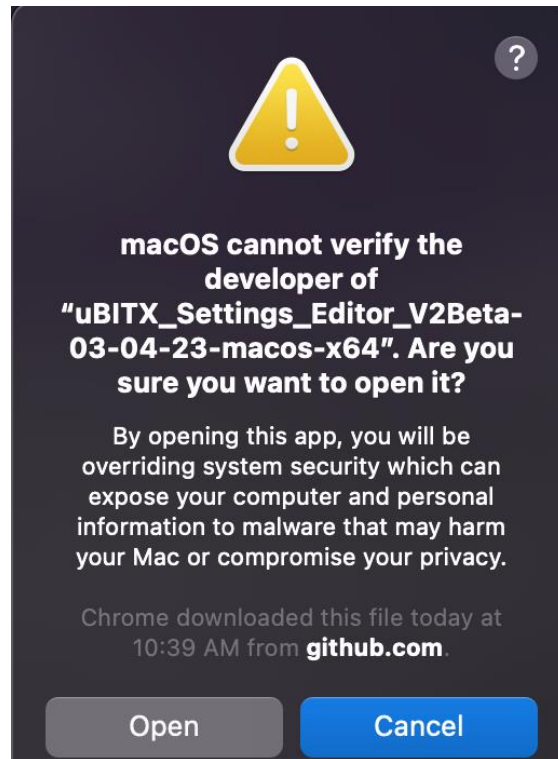 ?
!
macOS cannot verify the
developer of
“uBITX_Settings_Editor_V2Beta-
03-04-23-macos-x64”. Are you
sure you want to open it?
By opening this app, you will be
overriding system security which can
expose your computer and personal
information to malware that may harm
your Mac or compromise your privacy.
Chrome downloaded this file today at
10:39 AM from github.com.
Open
Cancel